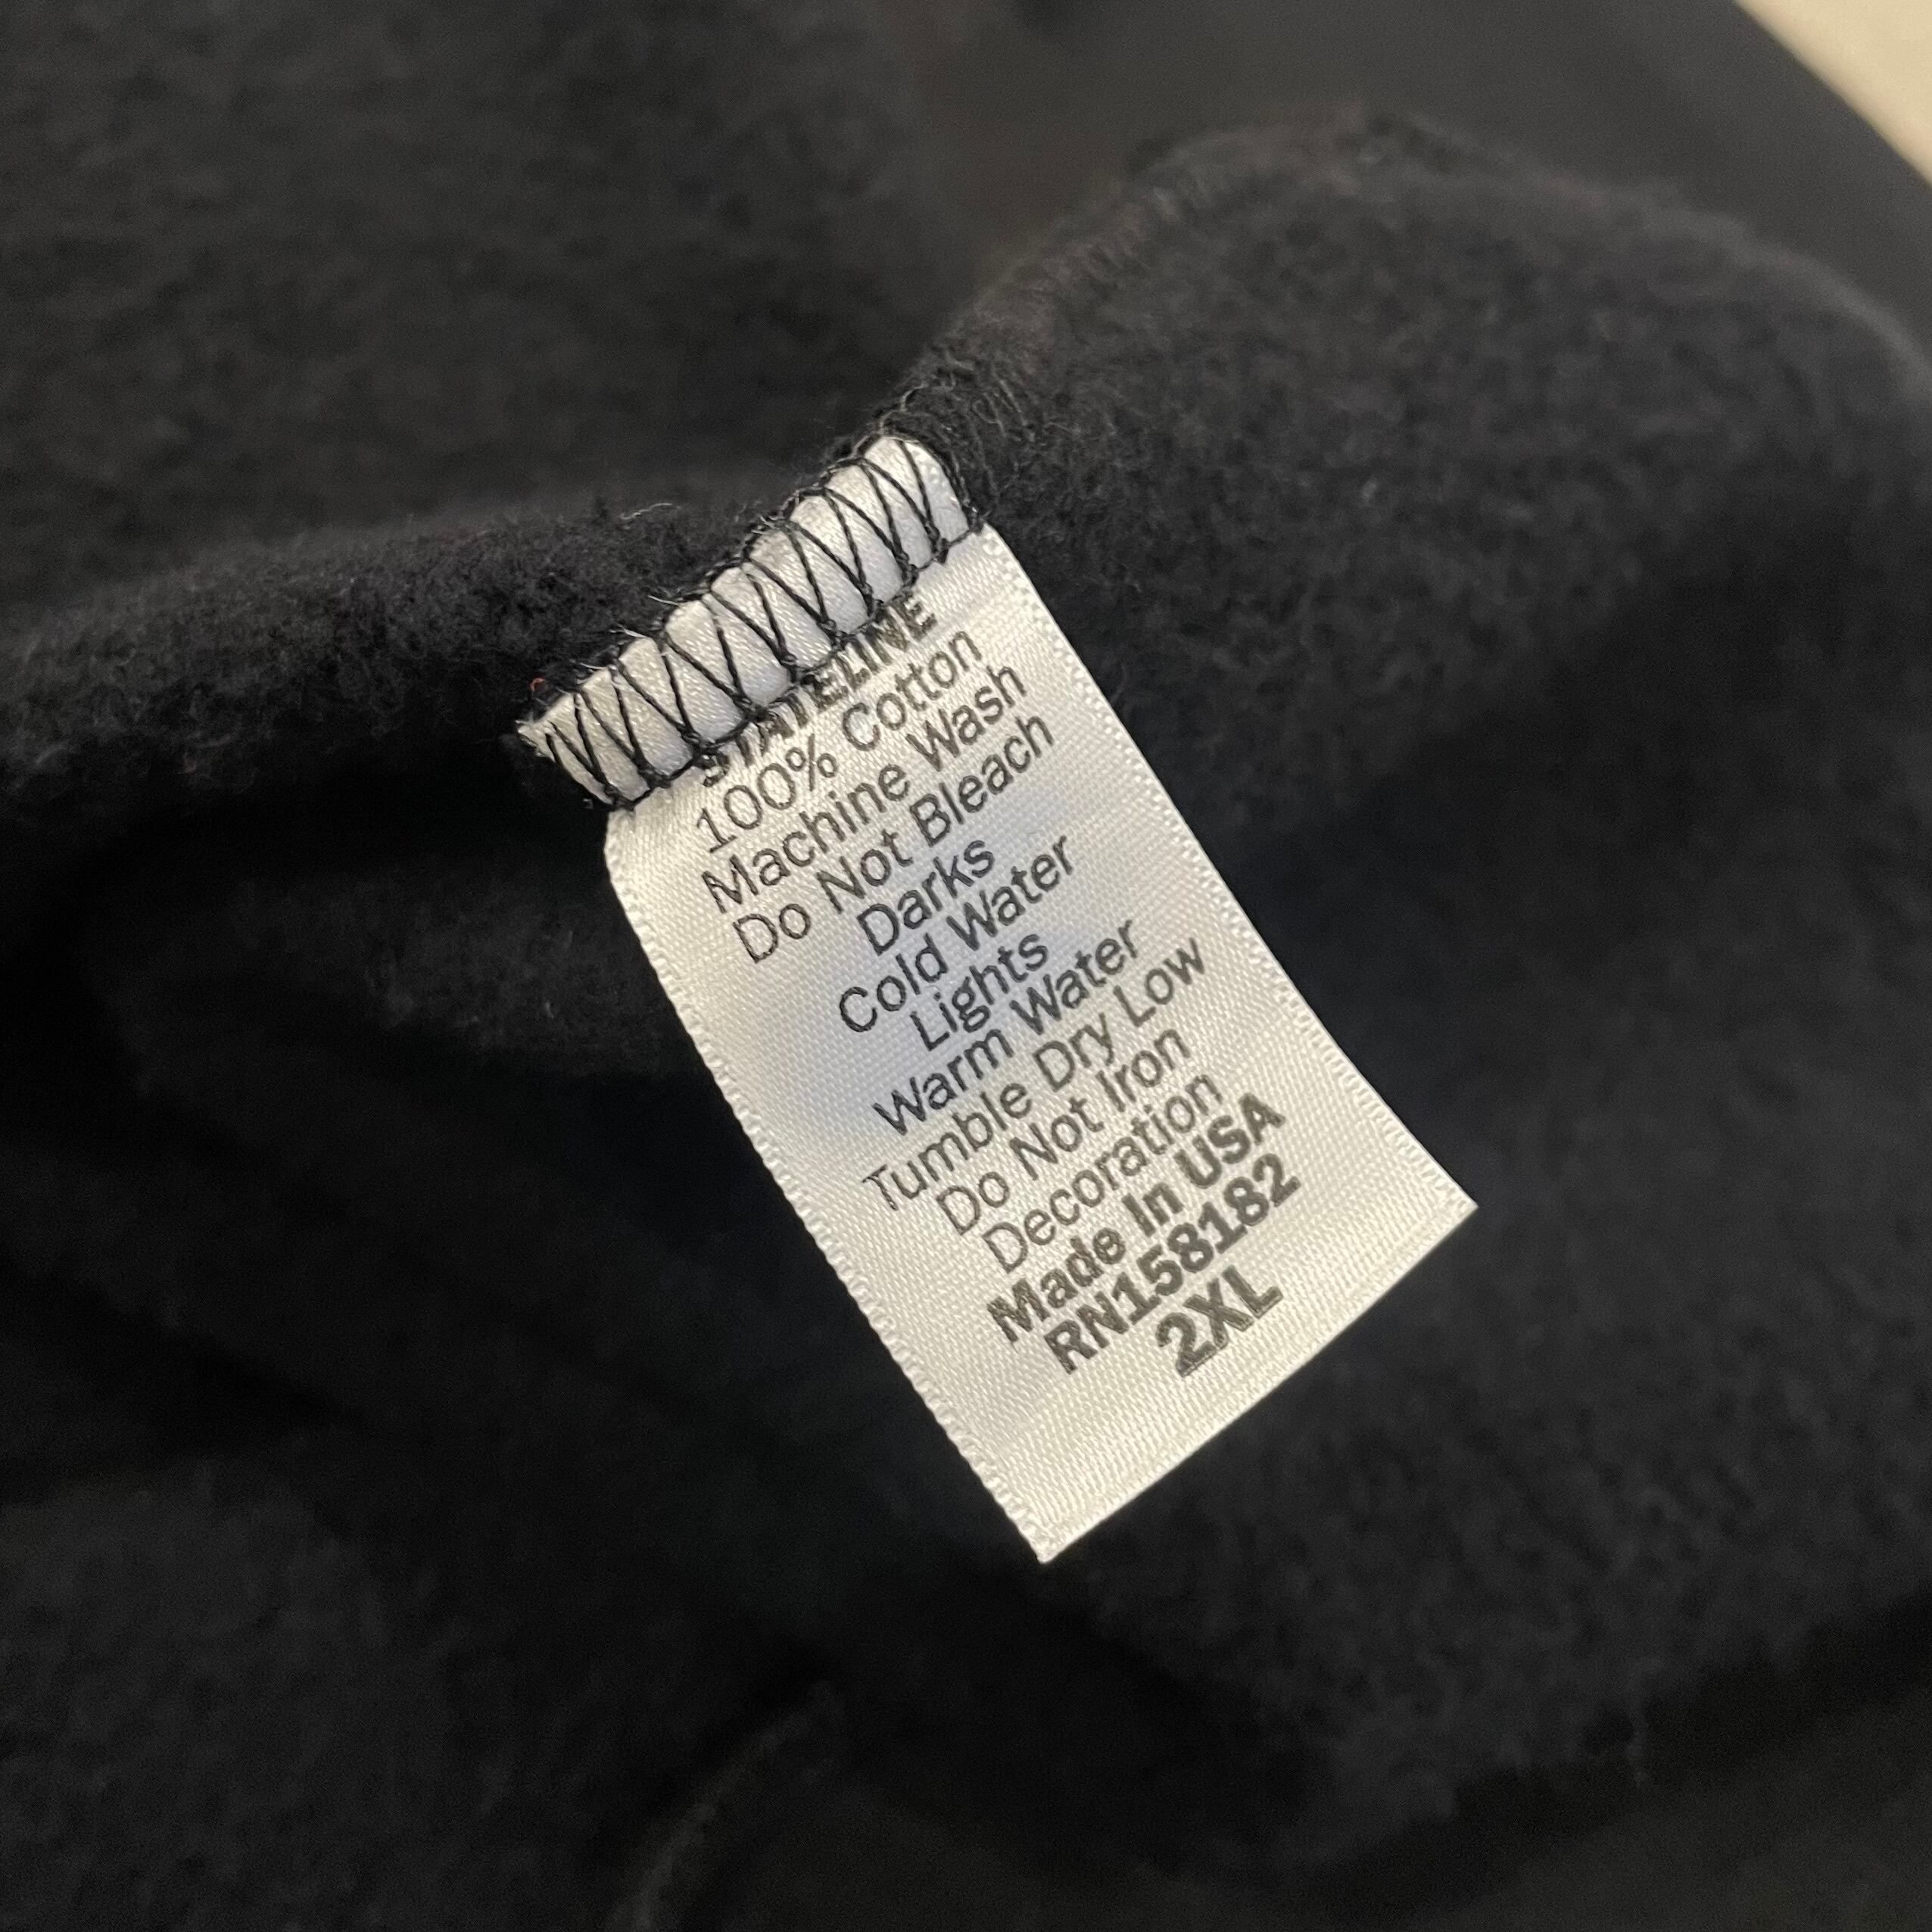 STATELINE
100% Cotton
Machine Wash
Do Not Bleach
Darks
Cold Water
Lights
Warm Water
Tumble Dry Low
Do Not Iron
Decoration
Made In USA
RN158182
2XL